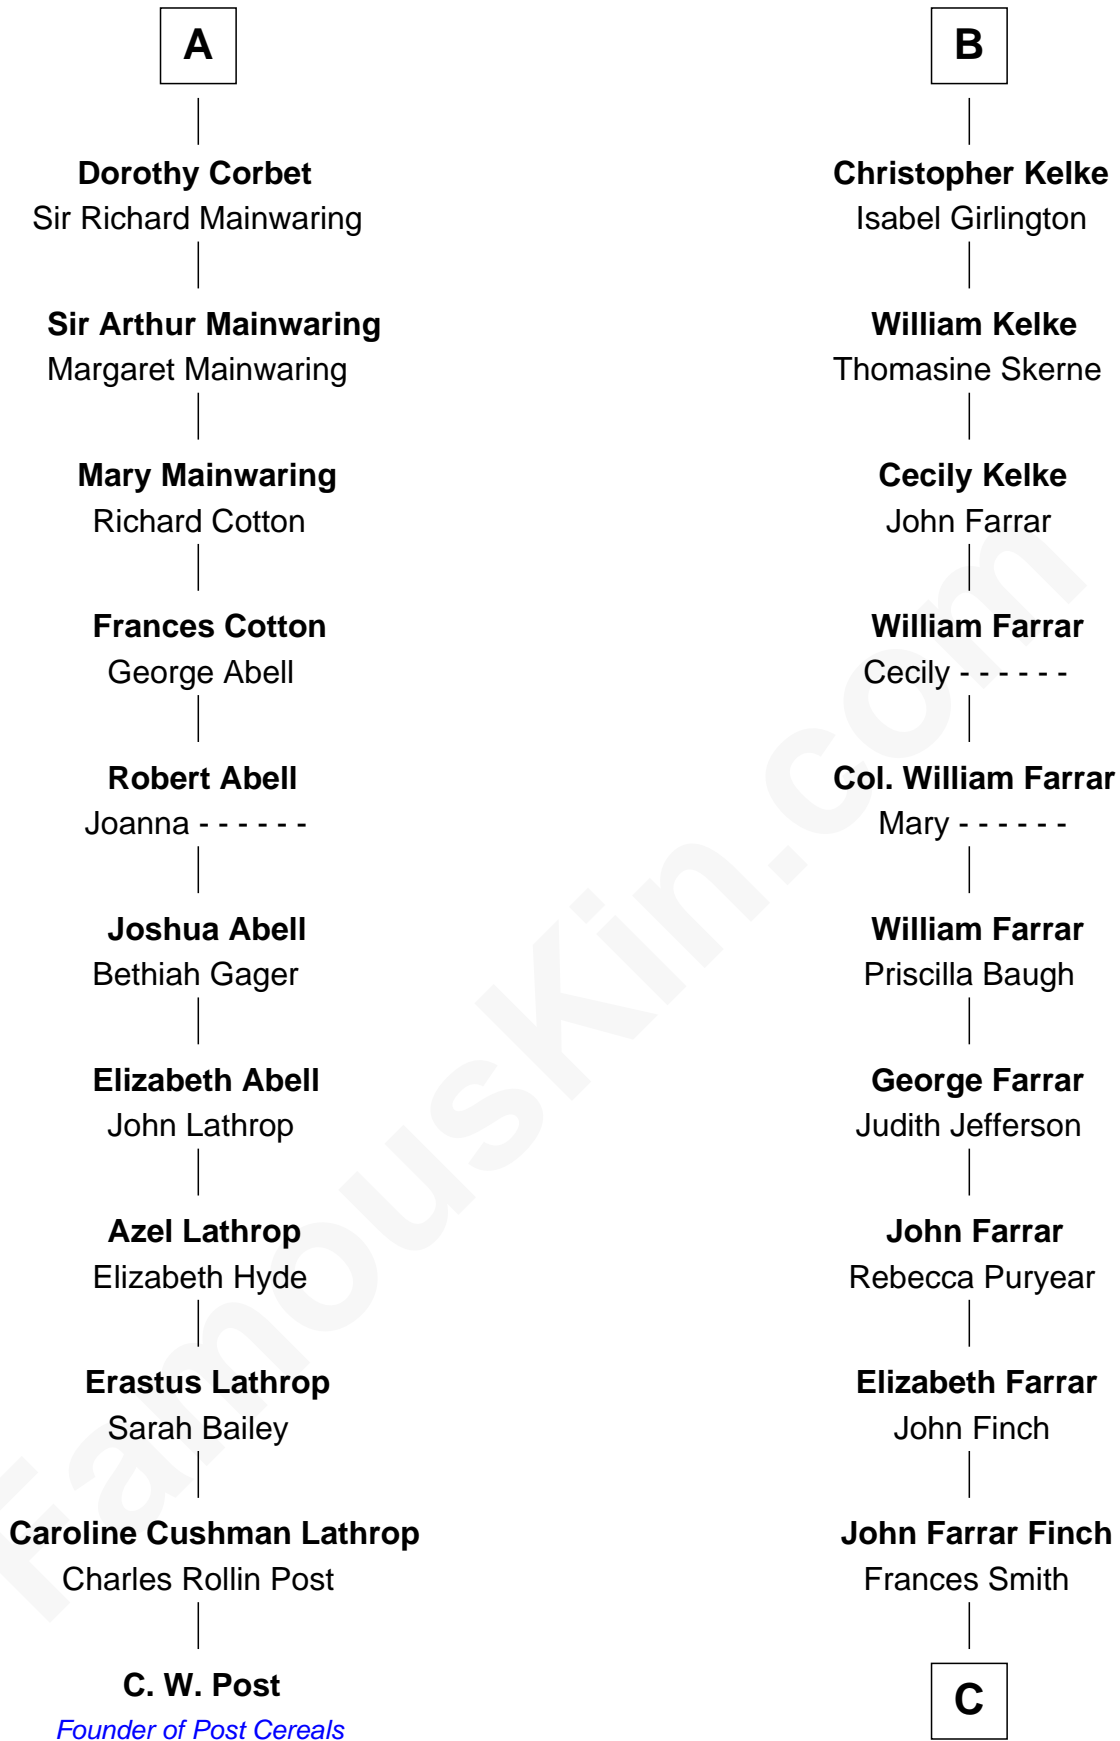 A
Dorothy Corbet
Sir Richard Mainwaring
Sir Arthur Mainwaring
Margaret Mainwaring
Mary Mainwaring
Richard Cotton
Frances Cotton
George Abell
Robert Abell
Joanna - - - - - -
Joshua Abell
Bethiah Gager
Elizabeth Abell
John Lathrop
Azel Lathrop
Elizabeth Hyde
Erastus Lathrop
Sarah Bailey
Caroline Cushman Lathrop
Charles Rollin Post
C. W. Post
Founder of Post Cereals
B
Christopher Kelke
Isabel Girlington
William Kelke
Thomasine Skerne
Cecily Kelke
John Farrar
William Farrar
Cecily - - - - - -
Col. William Farrar
Mary - - - - - -
William Farrar
Priscilla Baugh
George Farrar
Judith Jefferson
John Farrar
Rebecca Puryear
Elizabeth Farrar
John Finch
John Farrar Finch
Frances Smith
C
FamousKin.com